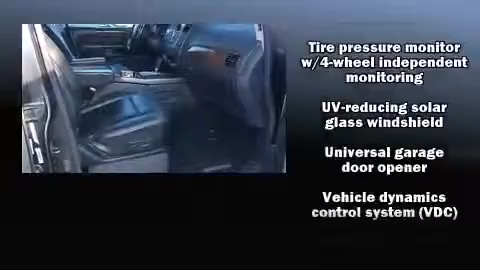 Tire pressure monitor
w/4-wheel independent
monitoring
UV-reducing solar
glass windshield
Universal garage
door opener
Vehicle dynamics
control system (VDC)